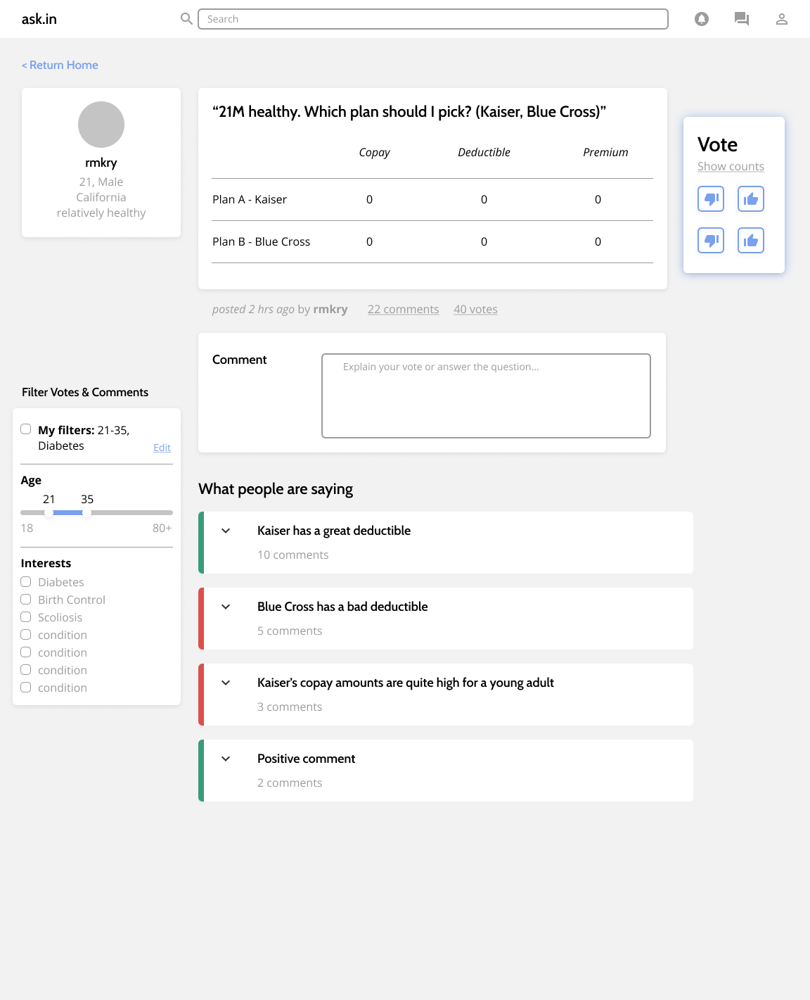 ask.in
Search
< Return Home
rmkry
21, Male
California
relatively healthy
“21M healthy. Which plan should I pick? (Kaiser, Blue Cross)”
Copay Deductible Premium
Plan A - Kaiser 0 0 0
Plan B - Blue Cross 0 0 0
Vote
Show counts
posted 2 hrs ago by rmkry 22 comments 40 votes
Comment
Explain your vote or answer the question...
Filter Votes & Comments
My filters: 21-35,
Diabetes
Edit
Age
21 35
18 80+
Interests
Diabetes
Birth Control
Scoliosis
condition
condition
condition
condition
What people are saying
Kaiser has a great deductible
10 comments
Blue Cross has a bad deductible
5 comments
Kaiser’s copay amounts are quite high for a young adult
3 comments
Positive comment
2 comments